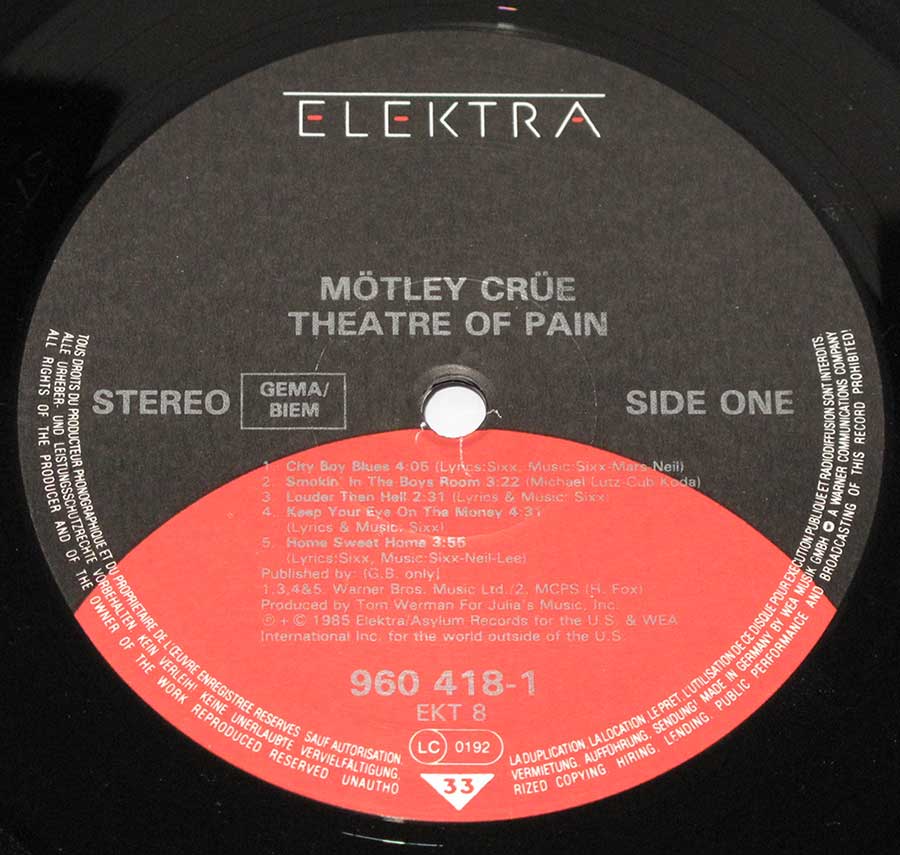 ELEKTRA
MÖTLEY CRÜE
THEATRE OF PAIN
STEREO
GEMA/
BIEM
SIDE ONE
1. City Boy Blues 4:05 (Lyrics:Sixx, Music:Sixx-Mars-Neil)
2. Smokin' In The Boys Room 3:22 (Michael Lutz-Cub Koda)
3. Louder Than Hell 2:31 (Lyrics & Music: Sixx)
4. Keep Your Eye On The Money 4:31
(Lyrics & Music: Sixx)
5. Home Sweet Home 3:55
(Lyrics:Sixx, Music:Sixx-Neil-Lee)
Published by: (G.B. only)
1,3,4&5. Warner Bros. Music Ltd./2. MCPS (H. Fox)
Produced by Tom Werman For Julia's Music, Inc.
℗ + © 1985 Elektra/Asylum Records for the U.S. & WEA
International Inc. for the world outside of the U.S.
960 418-1
EKT 8
LC 0192
33
TOUS DROITS DU PRODUCTEUR PHONOGRAPHIQUE ET DU PROPRIETAIRE DE L'ŒUVRE ENREGISTREE RESERVES SAUF AUTORISATION, LA DUPLICATION, LA LOCATION, LE PRET, L'UTILISATION DE CE DISQUE POUR EXECUTION PUBLIQUE ET RADIODIFFUSION SONT INTERDITS.
ALLE URHEBER- UND LEISTUNGSSCHUTZRECHTE VORBEHALTEN KEIN VERLEIH! KEINE UNERLAUBTE VERVIELFÄLTIGUNG, VERMIETUNG, AUFFÜHRUNG, SENDUNG! MADE IN GERMANY BY WEA MUSIK GMBH A WARNER COMMUNICATIONS COMPANY
ALL RIGHTS OF THE PRODUCER AND OF THE OWNER OF THE WORK REPRODUCED RESERVED UNAUTHORIZED COPYING HIRING, LENDING, PUBLIC PERFORMANCE AND BROADCASTING OF THIS RECORD PROHIBITED!